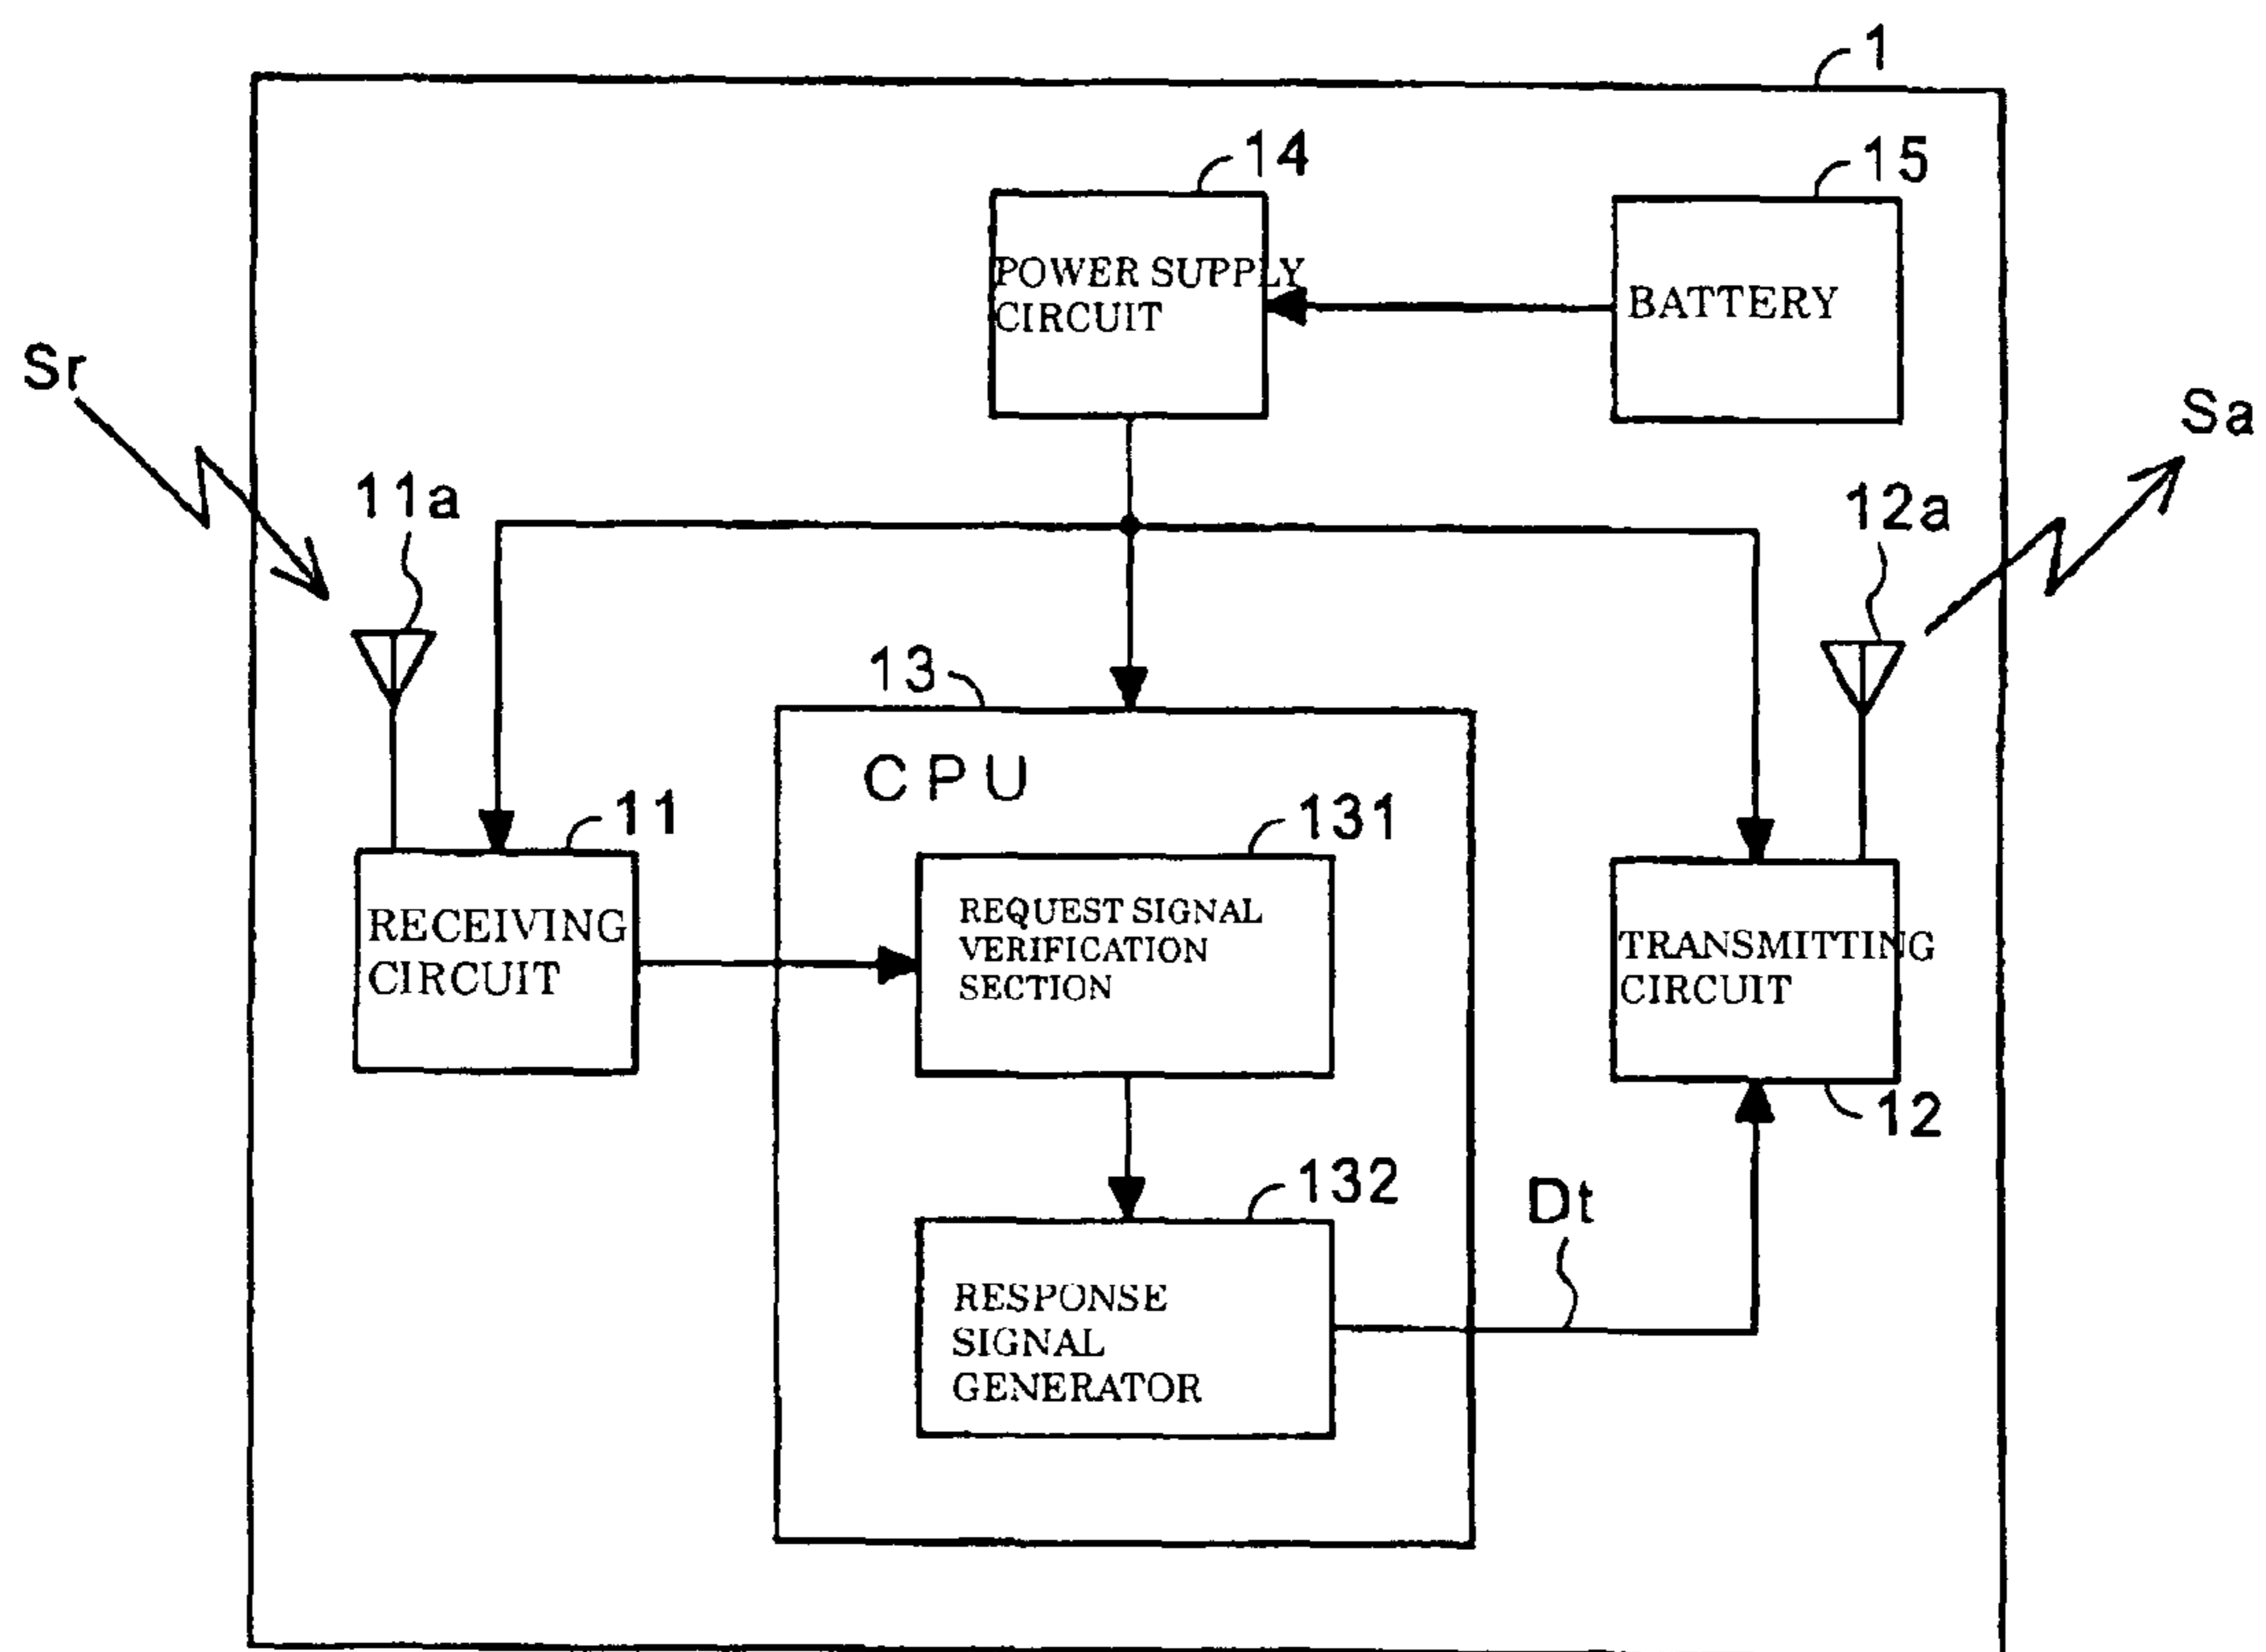 1
14
15
POWER SUPPLY
CIRCUIT
BATTERY
Sr
Sa
11a
12a
13
CPU
11
131
RECEIVING
CIRCUIT
REQUEST SIGNAL
VERIFICATION
SECTION
TRANSMITTING
CIRCUIT
12
132
Dt
RESPONSE
SIGNAL
GENERATOR